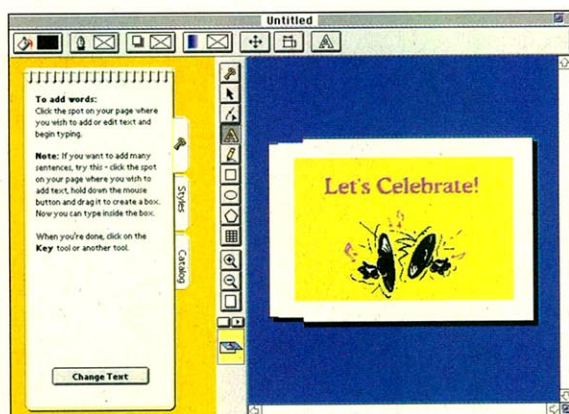 Untitled
To add words:
Click the spot on your page where
you wish to add or edit text and
begin typing.
Note: If you want to add many
sentences, try this - click the spot
on your page where you wish to
add text, hold down the mouse
button and drag it to create a box.
Now you can type inside the box.
When you're done, click on the
Key tool or another tool.
Change Text
Styles
Catalog
A
A
Let's Celebrate!